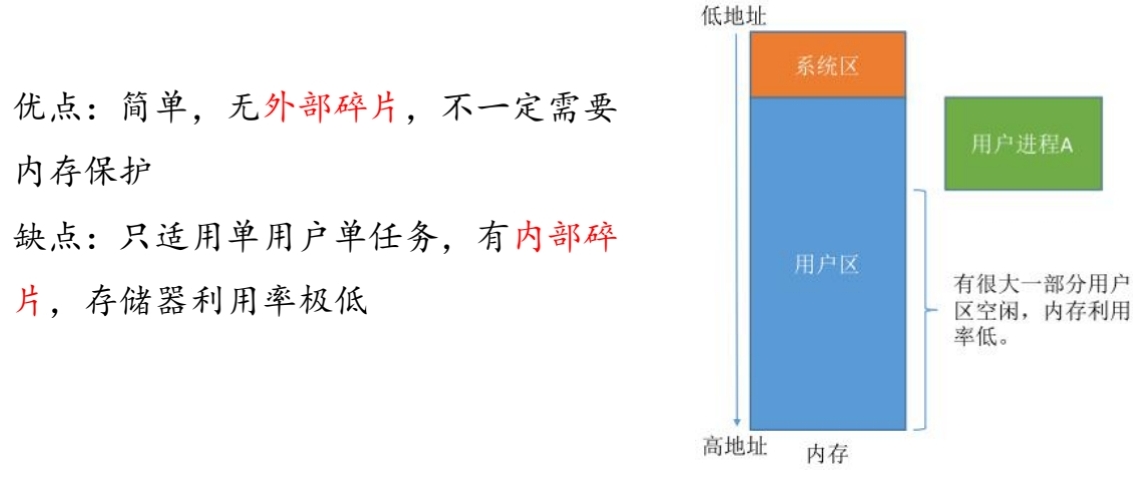 优点：简单，无外部碎片，不一定需要
内存保护
缺点：只适用单用户单任务，有内部碎
片，存储器利用率极低
低地址
系统区
用户进程A
用户区
有很大一部分用户
区空闲，内存利用
率低。
高地址
内存